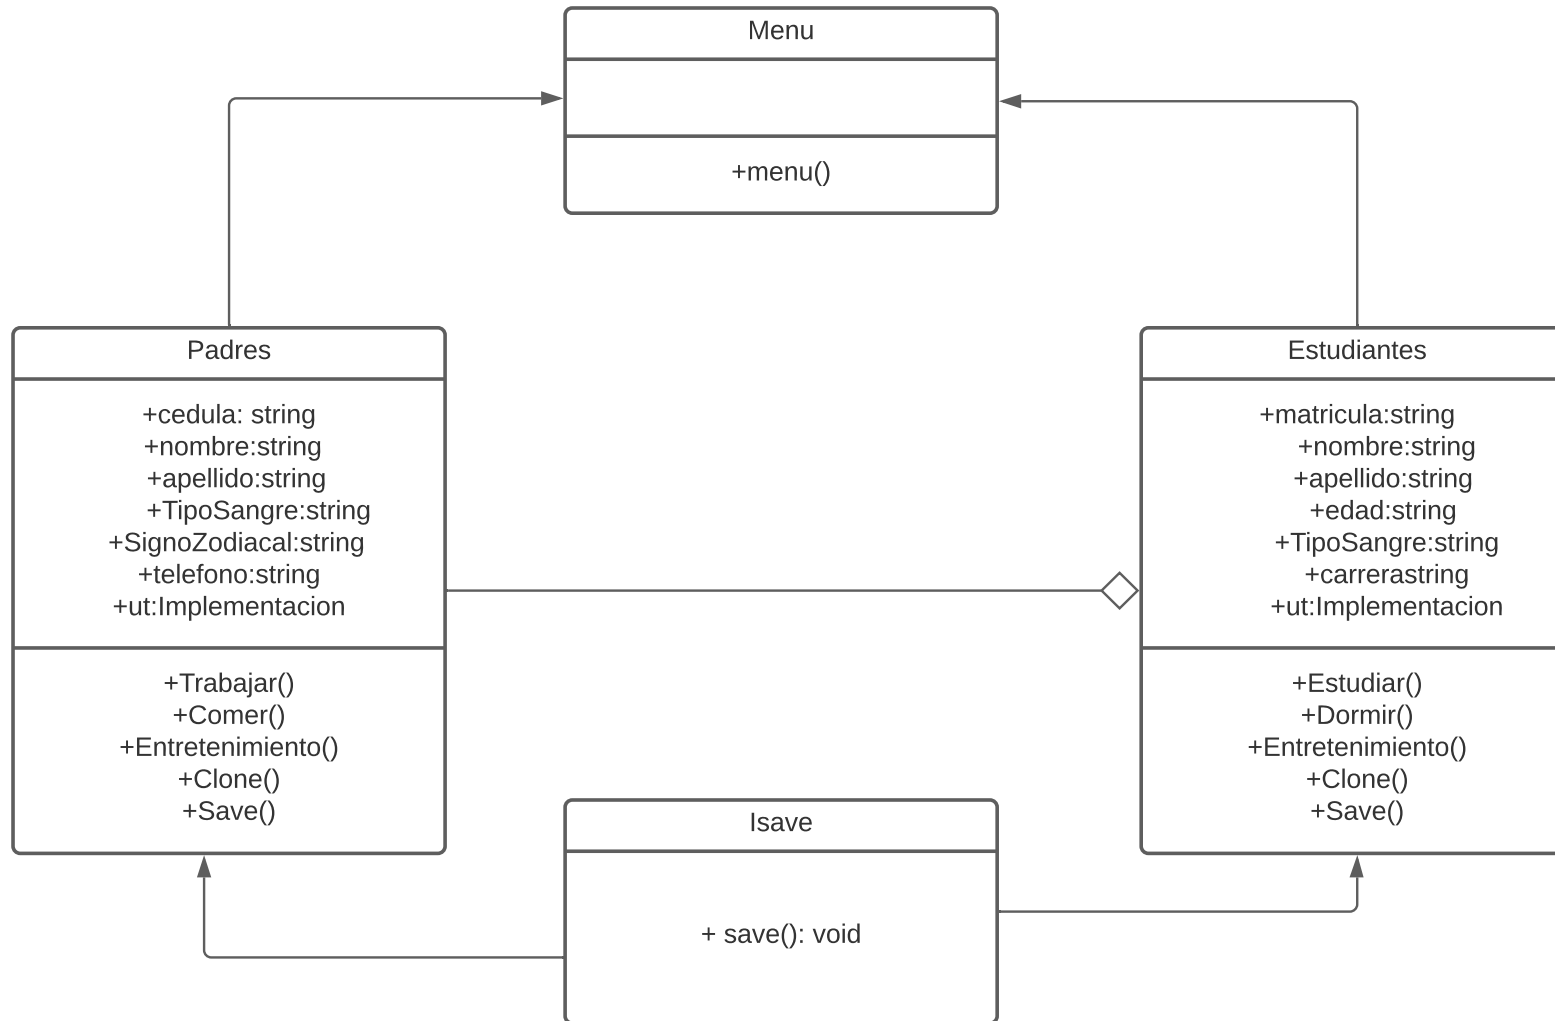 Menu
+menu()
Padres
+cedula: string
+nombre:string
+apellido:string
+TipoSangre:string
+SignoZodiacal:string
+telefono:string
+ut:Implementacion
+Trabajar()
+Comer()
+Entretenimiento()
+Clone()
+Save()
Estudiantes
+matricula:string
+nombre:string
+apellido:string
+edad:string
+TipoSangre:string
+carrerastring
+ut:Implementacion
+Estudiar()
+Dormir()
+Entretenimiento()
+Clone()
+Save()
Isave
+ save(): void